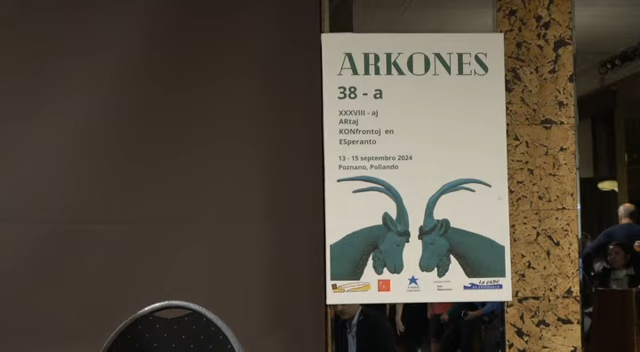 ARKONES
38 - a
XXXVIII - aj
ARtaj
KONfrontoj en
ESperanto
13 - 15 septembro 2024
Poznano, Pollando